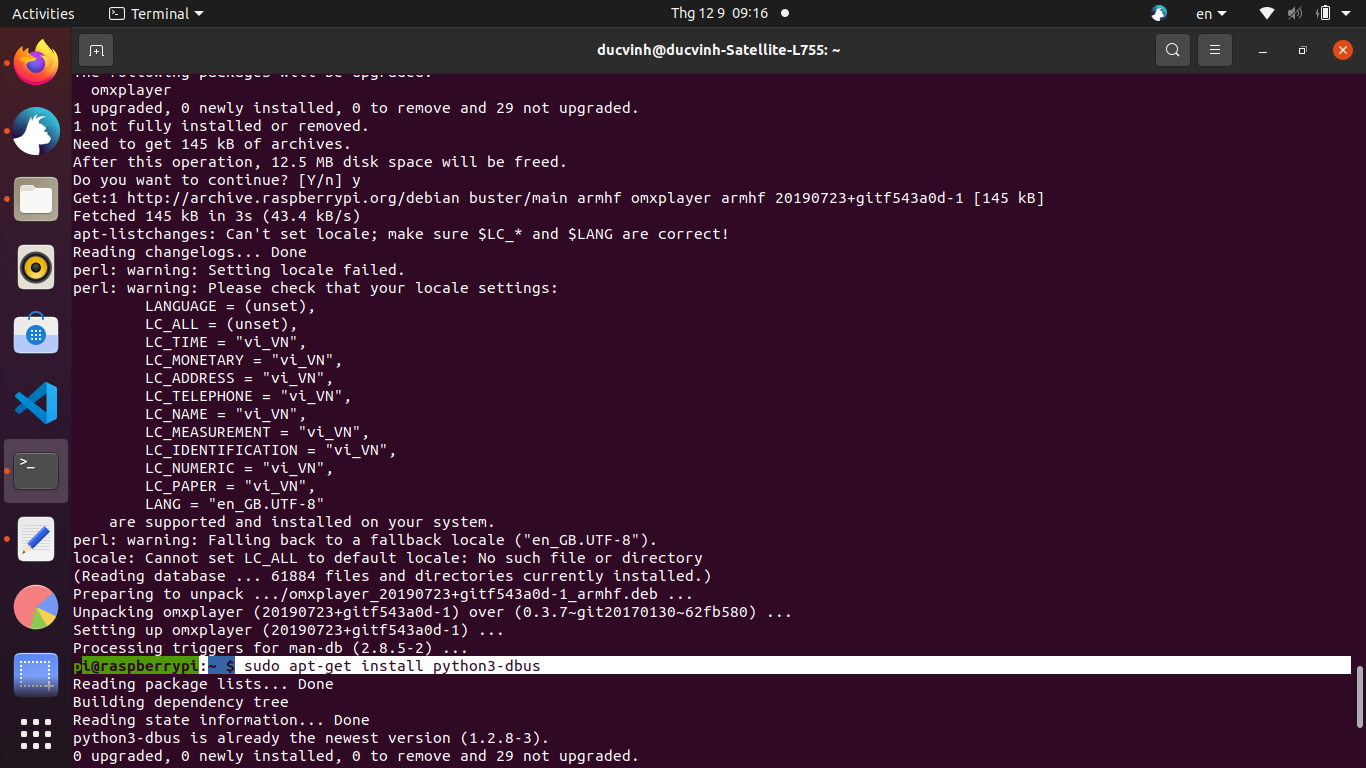 Activities
Terminal
Thg 12 9 09:16
en
ducvinh@ducvinh-Satellite-L755: ~
The following packages will be upgraded:
  omxplayer
1 upgraded, 0 newly installed, 0 to remove and 29 not upgraded.
1 not fully installed or removed.
Need to get 145 kB of archives.
After this operation, 12.5 MB disk space will be freed.
Do you want to continue? [Y/n] y
Get:1 http://archive.raspberrypi.org/debian buster/main armhf omxplayer armhf 20190723+gitf543a0d-1 [145 kB]
Fetched 145 kB in 3s (43.4 kB/s)
apt-listchanges: Can't set locale; make sure $LC_* and $LANG are correct!
Reading changelogs... Done
perl: warning: Setting locale failed.
perl: warning: Please check that your locale settings:
        LANGUAGE = (unset),
        LC_ALL = (unset),
        LC_TIME = "vi_VN",
        LC_MONETARY = "vi_VN",
        LC_ADDRESS = "vi_VN",
        LC_TELEPHONE = "vi_VN",
        LC_NAME = "vi_VN",
        LC_MEASUREMENT = "vi_VN",
        LC_IDENTIFICATION = "vi_VN",
        LC_NUMERIC = "vi_VN",
        LC_PAPER = "vi_VN",
        LANG = "en_GB.UTF-8"
    are supported and installed on your system.
perl: warning: Falling back to a fallback locale ("en_GB.UTF-8").
locale: Cannot set LC_ALL to default locale: No such file or directory
(Reading database ... 61884 files and directories currently installed.)
Preparing to unpack .../omxplayer_20190723+gitf543a0d-1_armhf.deb ...
Unpacking omxplayer (20190723+gitf543a0d-1) over (0.3.7~git20170130~62fb580) ...
Setting up omxplayer (20190723+gitf543a0d-1) ...
Processing triggers for man-db (2.8.5-2) ...
pi@raspberrypi:~ $ sudo apt-get install python3-dbus
Reading package lists... Done
Building dependency tree
Reading state information... Done
python3-dbus is already the newest version (1.2.8-3).
0 upgraded, 0 newly installed, 0 to remove and 29 not upgraded.